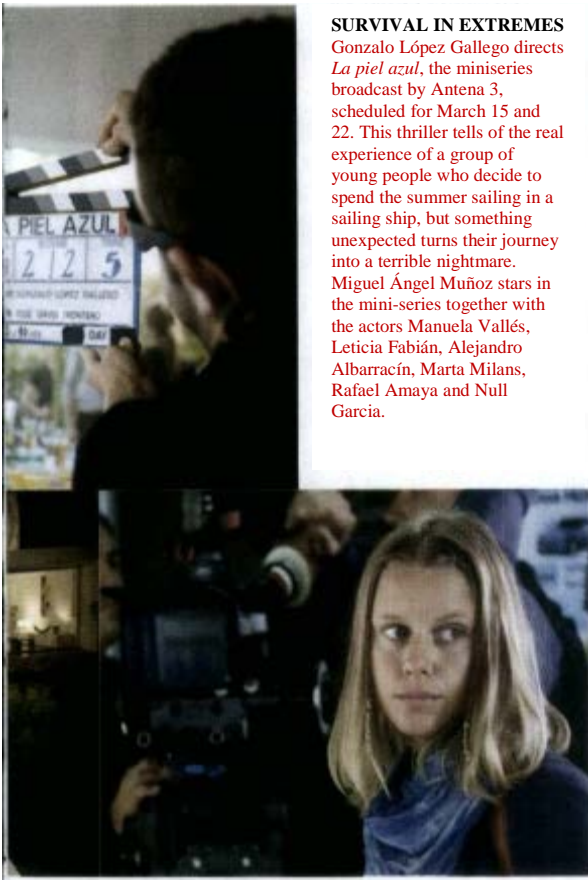 SURVIVAL IN EXTREMES
Gonzalo López Gallego directs
La piel azul, the miniseries
broadcast by Antena 3,
scheduled for March 15 and
22. This thriller tells of the real
experience of a group of
young people who decide to
spend the summer sailing in a
sailing ship, but something
unexpected turns their journey
into a terrible nightmare.
Miguel Ángel Muñoz stars in
the mini-series together with
the actors Manuela Vallés,
Leticia Fabián, Alejandro
Albarracín, Marta Milans,
Rafael Amaya and Null
Garcia.
A PIEL AZUL
2 2 5
GONZALO LOPEZ GALLEGO
DAY